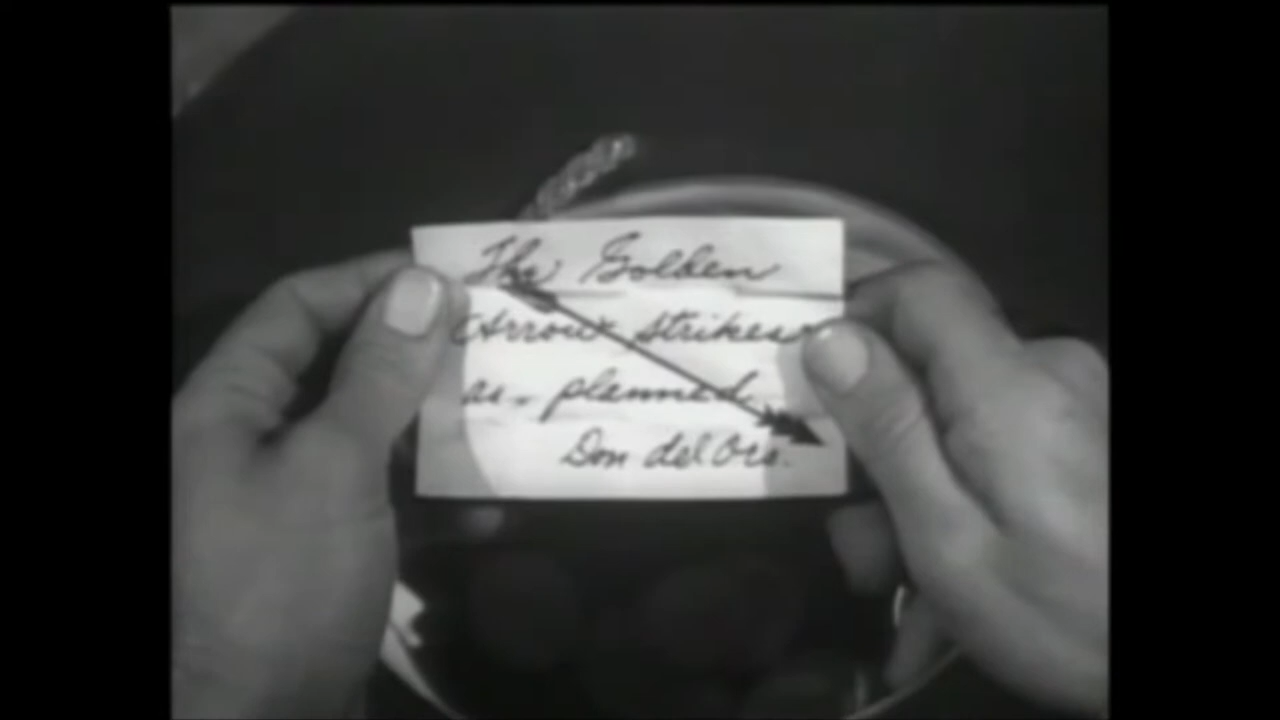 The Golden
Arrow strikes
as planned
Don del Oro.